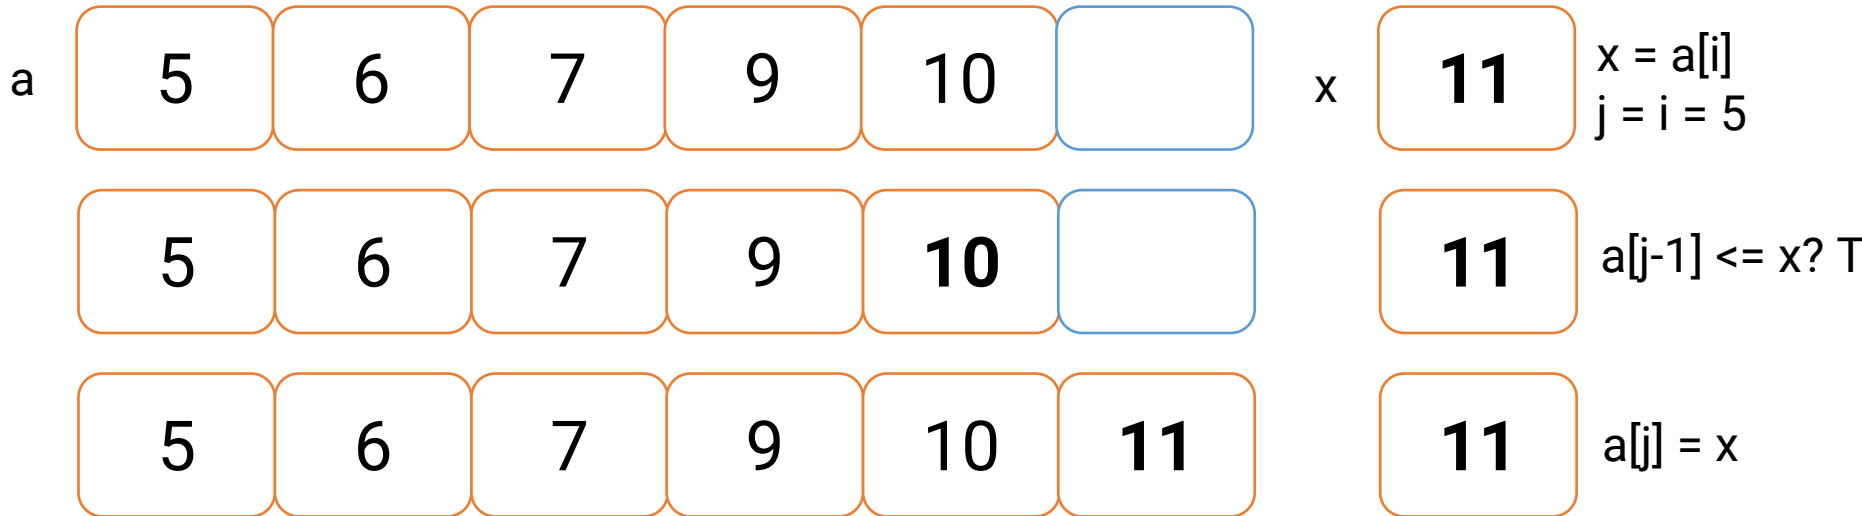 a 5 6 7 9 10 x 11 x = a[i]
j = i = 5
5 6 7 9 10 11 a[j-1] <= x? T
5 6 7 9 10 11 11 a[j] = x